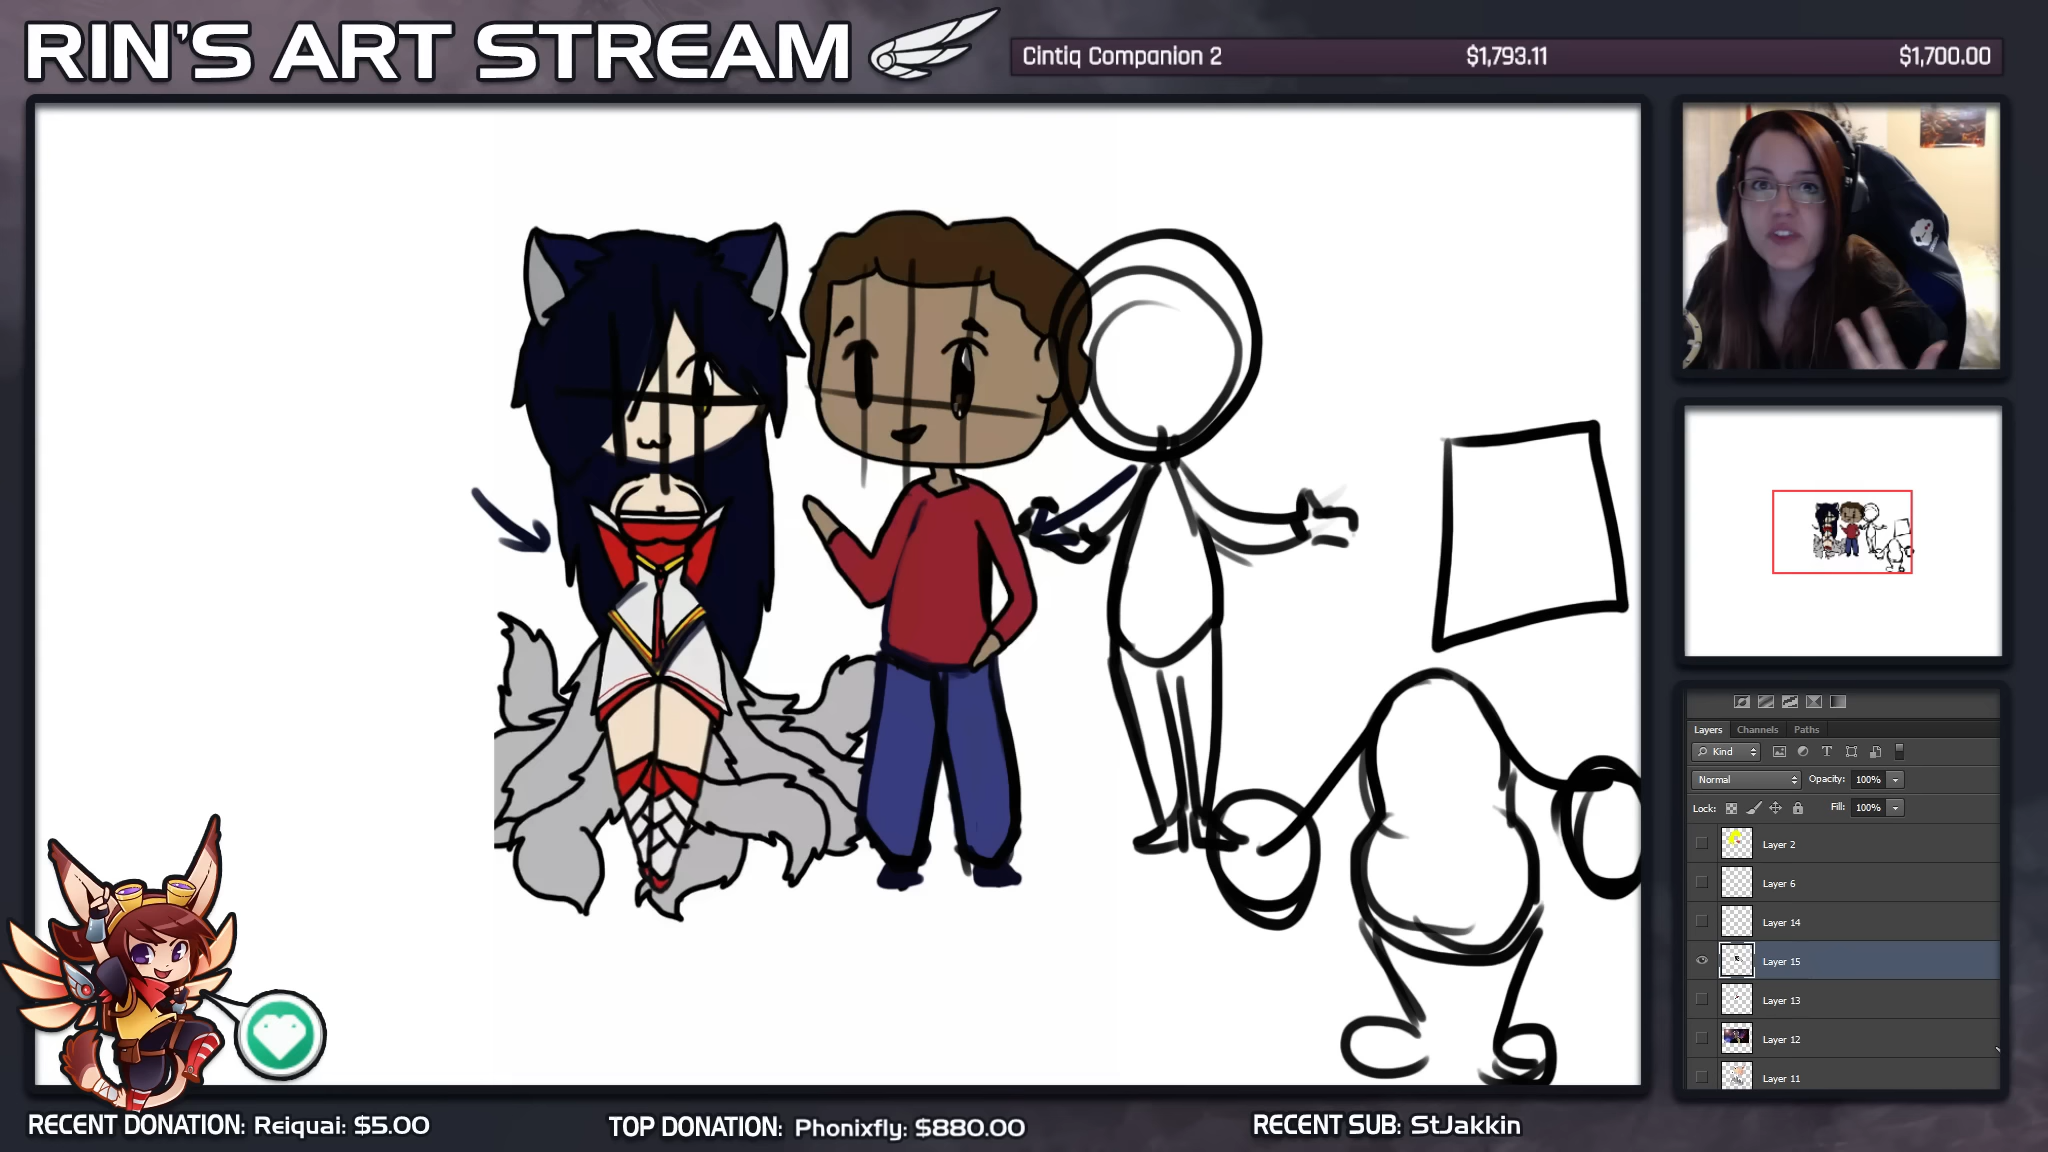 RIN'S ART STREAM
Cintiq Companion 2 $1,793.11 $1,700.00
Layers Channels Paths
Kind
Normal Opacity: 100%
Lock: Fill: 100%
Layer 2
Layer 6
Layer 14
Layer 15
Layer 13
Layer 12
Layer 11
RECENT DONATION: Reiquai: $5.00 TOP DONATION: Phonixfly: $880.00 RECENT SUB: StJakkin